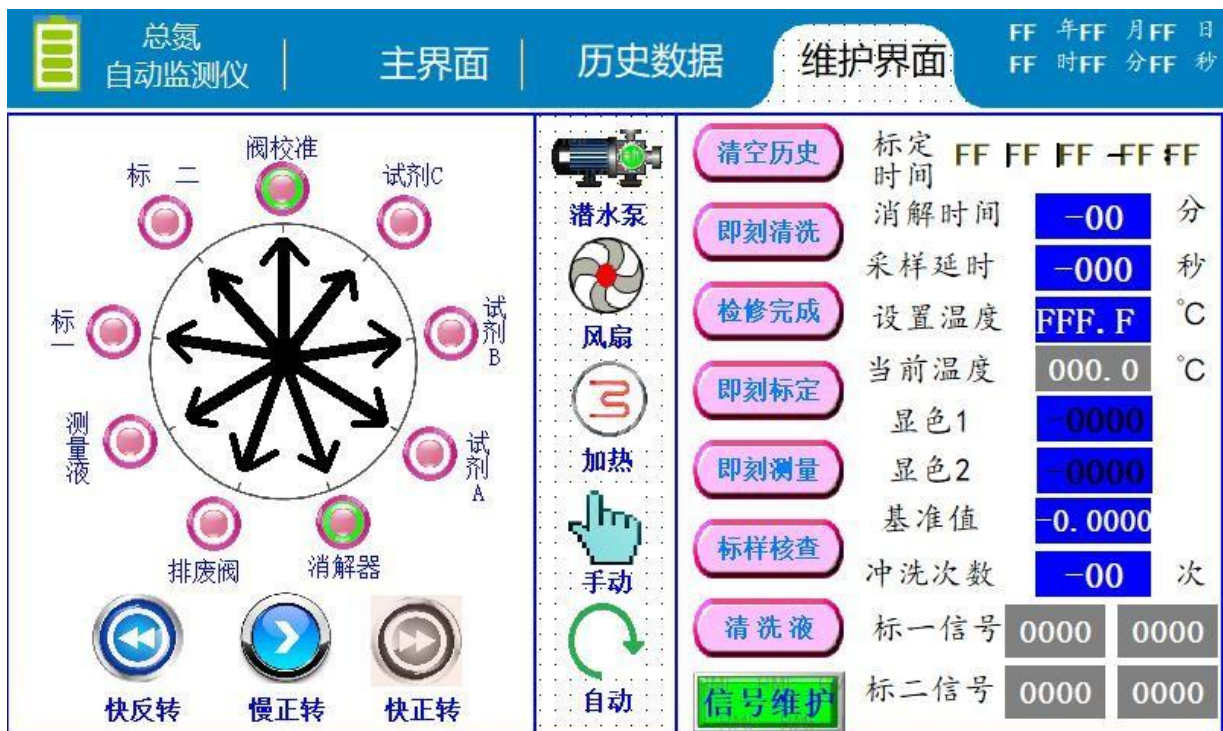 总氮
自动监测仪
主界面
历史数据
维护界面
FF 年FF 月FF 日
FF 时FF 分FF 秒
阀校准
标 二
试剂C
标一
试剂B
测量液
试剂A
排废阀
消解器
快反转
慢正转
快正转
潜水泵
风扇
加热
手动
自动
清空历史
即刻清洗
检修完成
即刻标定
即刻测量
标样核查
清 洗 液
信号维护
标定时间 FF FF FF -FF :FF
消解时间 -00 分
采样延时 -000 秒
设置温度 FFF.F ℃
当前温度 000.0 ℃
显色1 -0000
显色2 -0000
基准值 -0.0000
冲洗次数 -00 次
标一信号 0000 0000
标二信号 0000 0000